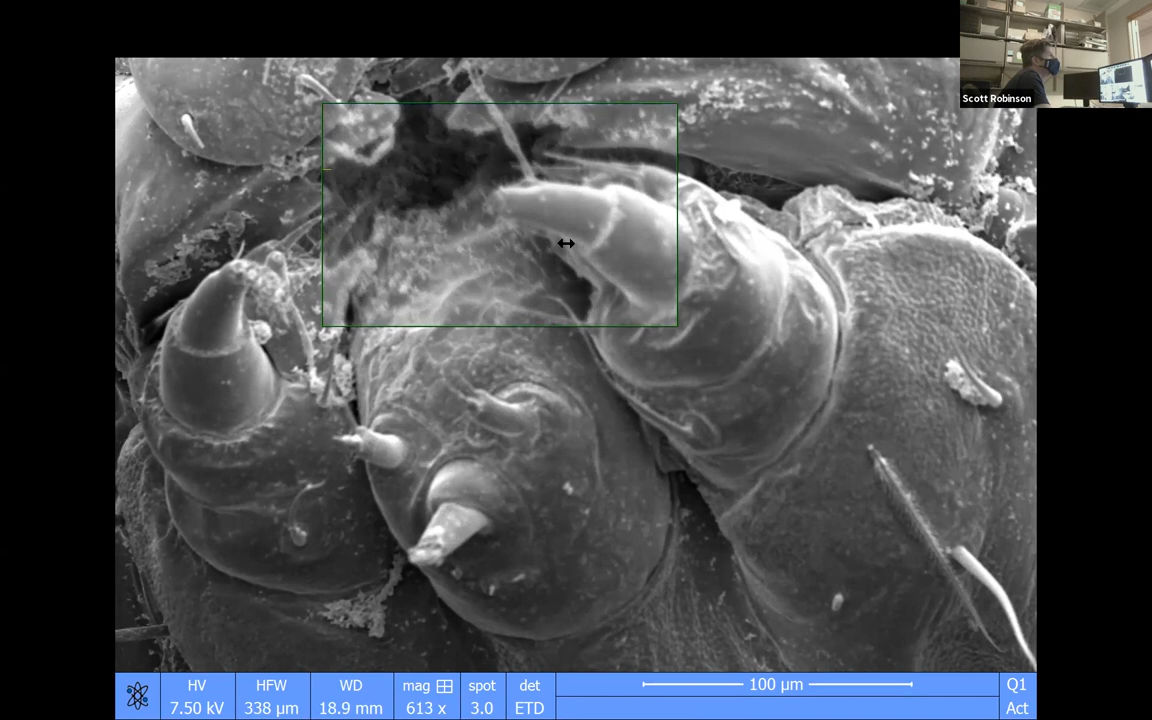 Scott Robinson
HV HFW WD mag spot det 100 µm Q1
7.50 kV 338 µm 18.9 mm 613 x 3.0 ETD Act